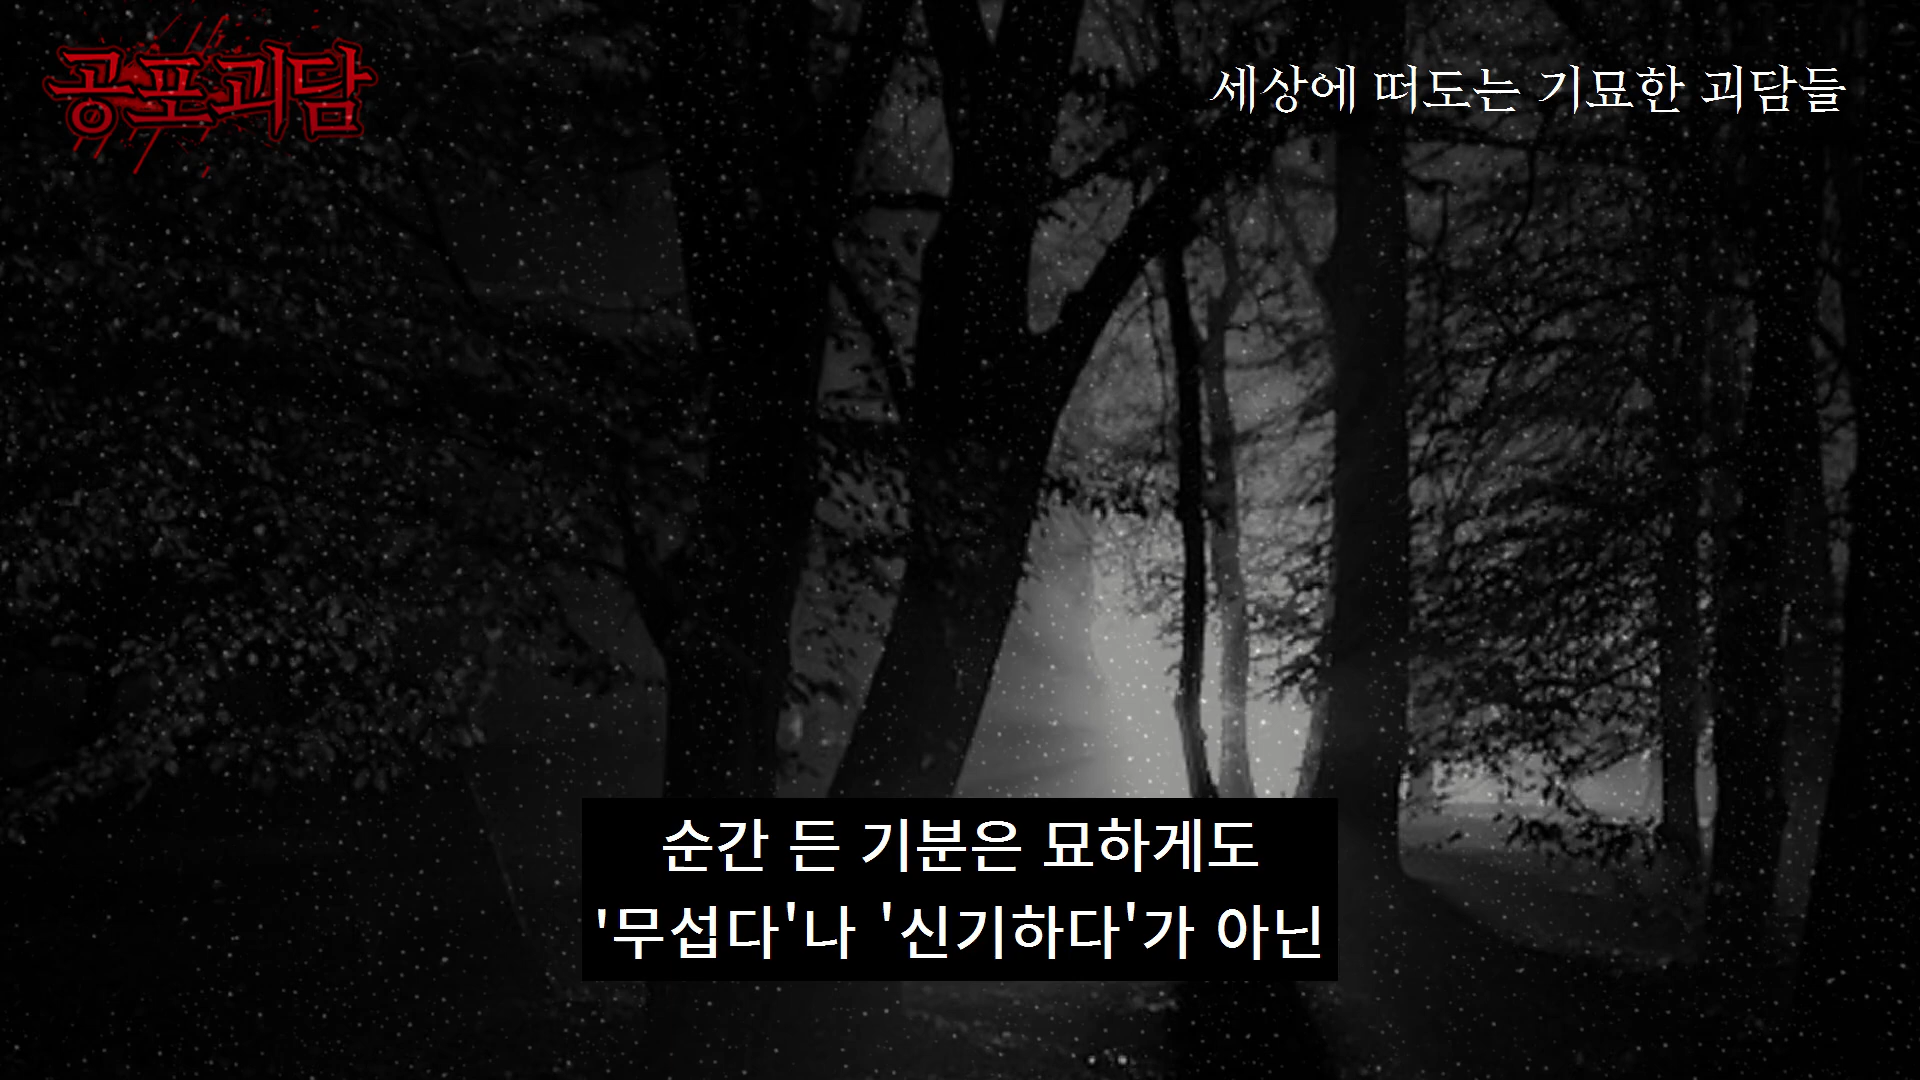 공포괴담
세상에 떠도는 기묘한 괴담들
순간 든 기분은 묘하게도
'무섭다'나 '신기하다'가 아닌